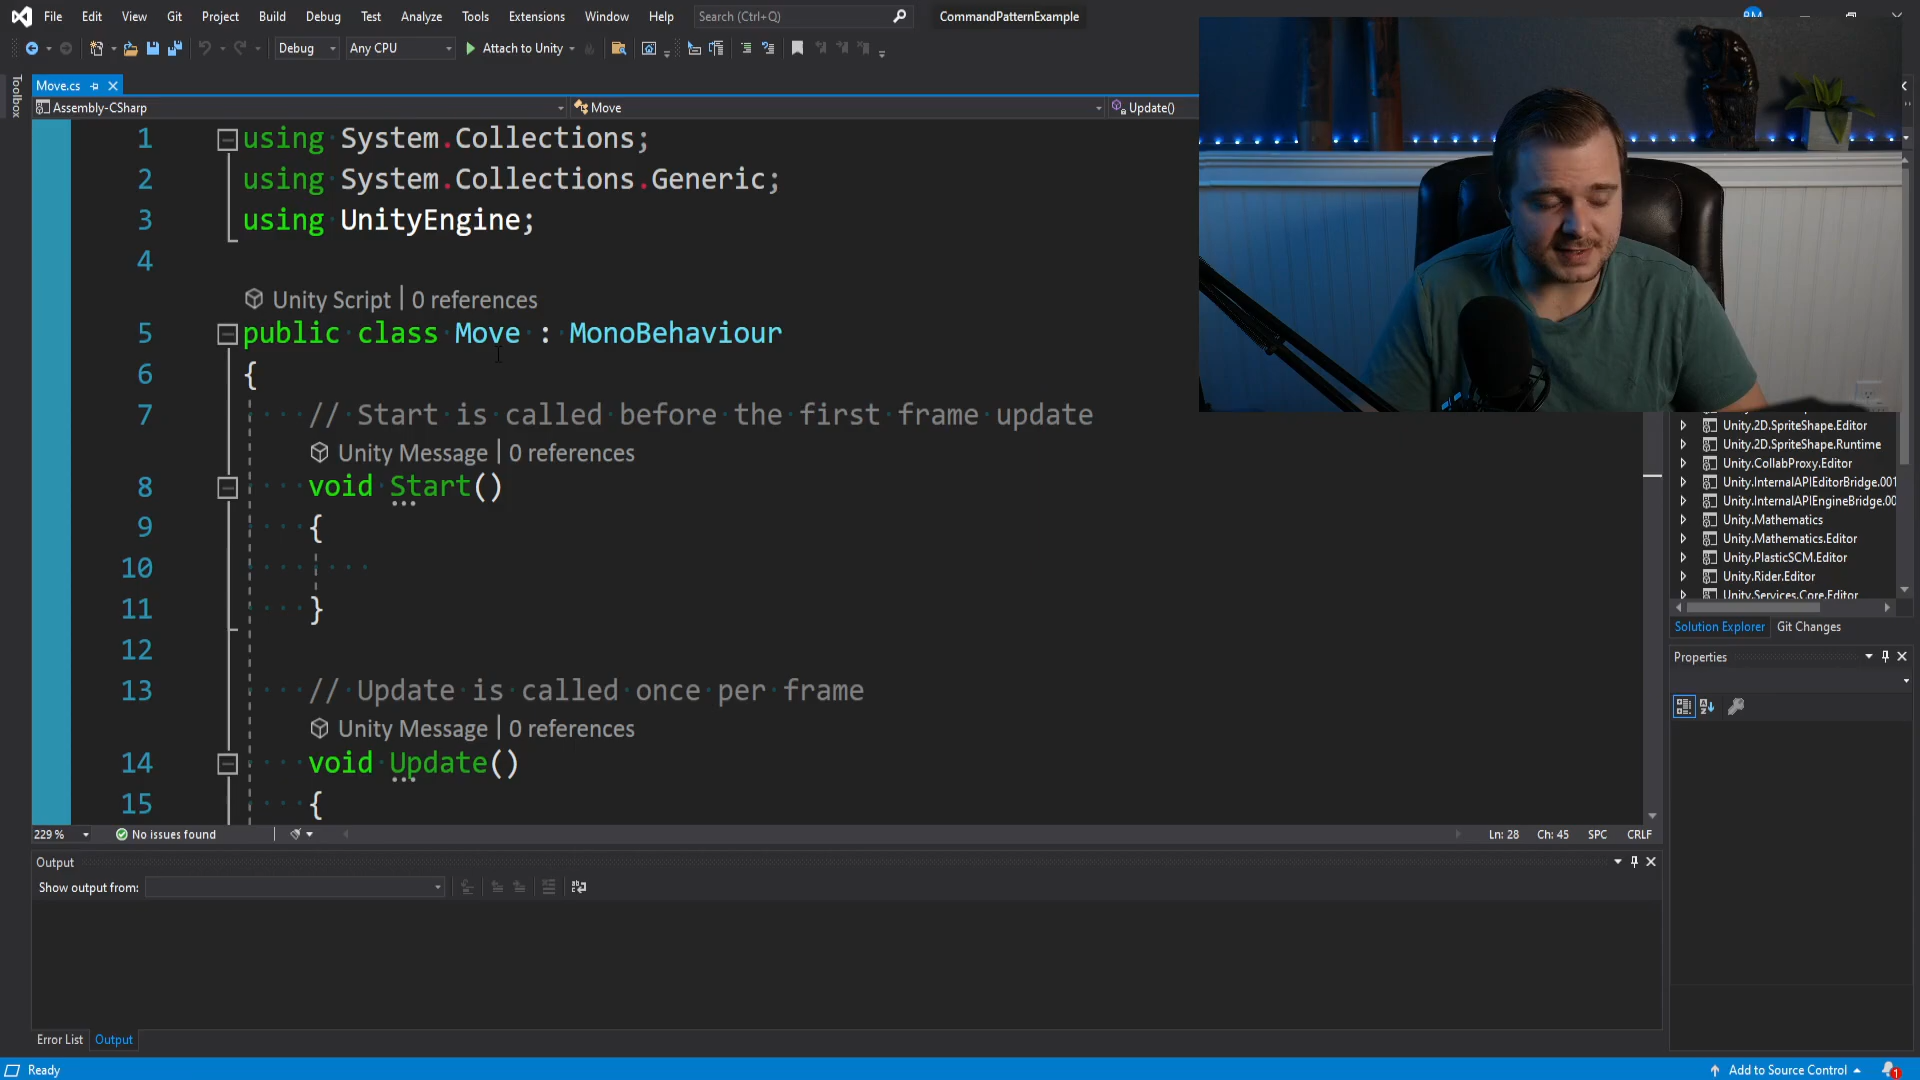 File Edit View Git Project Build Debug Test Analyze Tools Extensions Window Help Search (Ctrl+Q) CommandPatternExample
Debug Any CPU Attach to Unity
Toolbox
Move.cs
Assembly-CSharp Move Update()
1 using System.Collections;
2 using System.Collections.Generic;
3 using UnityEngine;
4
Unity Script | 0 references
5 public class Move : MonoBehaviour
6 {
7 // Start is called before the first frame update
Unity Message | 0 references
8 void Start()
9 {
10
11 }
12
13 // Update is called once per frame
Unity Message | 0 references
14 void Update()
15 {
229 % No issues found Ln: 28 Ch: 45 SPC CRLF
Output
Show output from:
Error List Output
Ready
Unity.2D.SpriteShape.Editor
Unity.2D.SpriteShape.Runtime
Unity.CollabProxy.Editor
Unity.InternalAPIEditorBridge.001
Unity.InternalAPIEngineBridge.00
Unity.Mathematics
Unity.Mathematics.Editor
Unity.PlasticSCM.Editor
Unity.Rider.Editor
Unity.Services.Core.Editor
Solution Explorer Git Changes
Properties
Add to Source Control 1